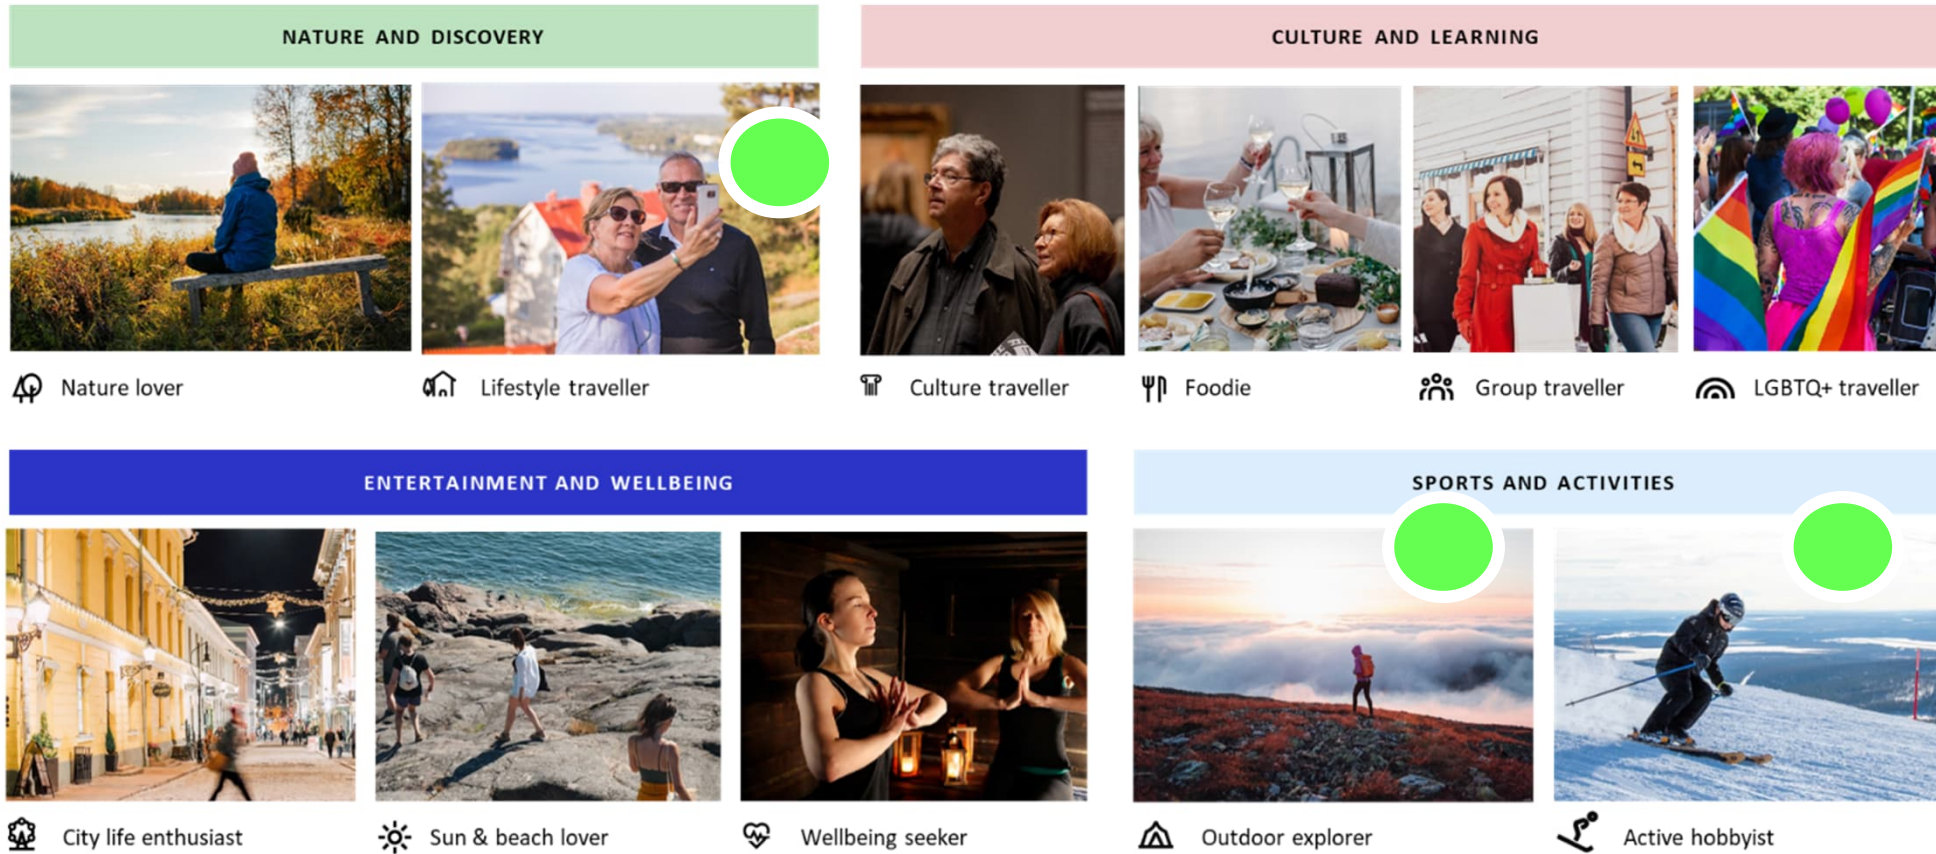 NATURE AND DISCOVERY
CULTURE AND LEARNING
Nature lover
Lifestyle traveller
Culture traveller
Foodie
Group traveller
LGBTQ+ traveller
ENTERTAINMENT AND WELLBEING
SPORTS AND ACTIVITIES
City life enthusiast
Sun & beach lover
Wellbeing seeker
Outdoor explorer
Active hobbyist